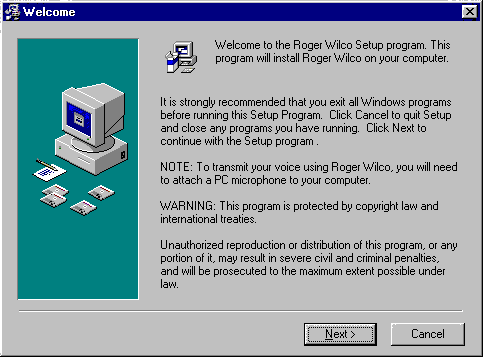 Welcome
Welcome to the Roger Wilco Setup program. This
program will install Roger Wilco on your computer.
It is strongly recommended that you exit all Windows programs
before running this Setup Program. Click Cancel to quit Setup
and close any programs you have running. Click Next to
continue with the Setup program .
NOTE: To transmit your voice using Roger Wilco, you will need
to attach a PC microphone to your computer.
WARNING: This program is protected by copyright law and
international treaties.
Unauthorized reproduction or distribution of this program, or any
portion of it, may result in severe civil and criminal penalties,
and will be prosecuted to the maximum extent possible under
law.
Next >
Cancel